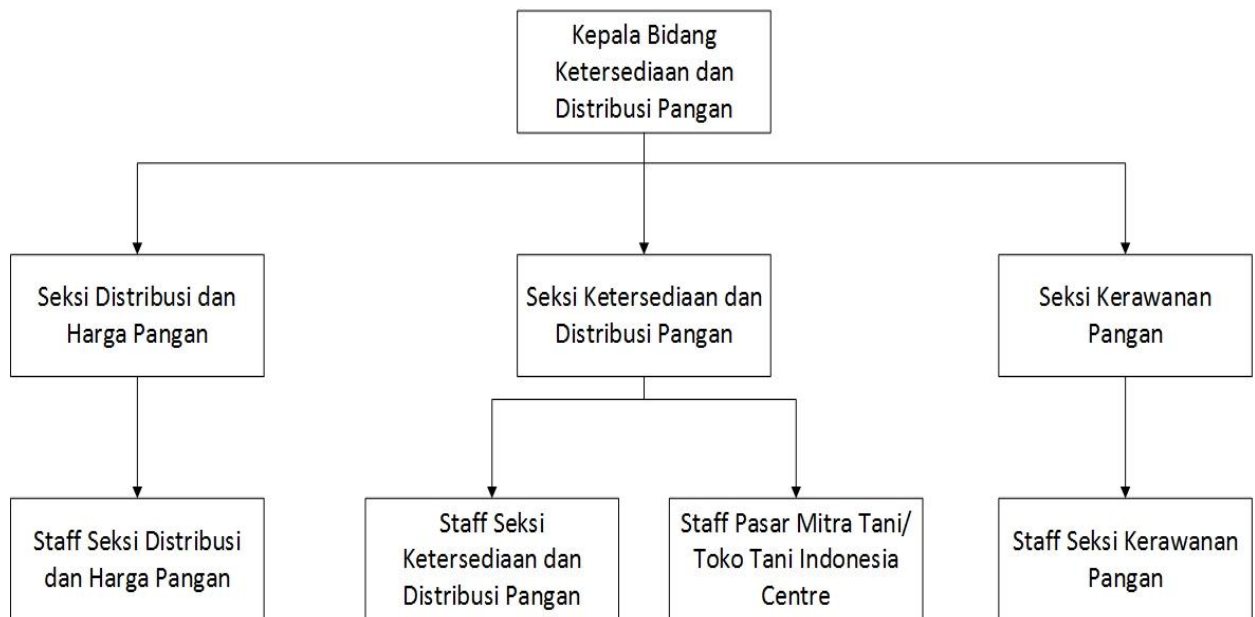 Kepala Bidang
Ketersediaan dan
Distribusi Pangan
Seksi Distribusi dan
Harga Pangan
Seksi Ketersediaan dan
Distribusi Pangan
Seksi Kerawanan
Pangan
Staff Seksi Distribusi
dan Harga Pangan
Staff Seksi
Ketersediaan dan
Distribusi Pangan
Staff Pasar Mitra Tani/
Toko Tani Indonesia
Centre
Staff Seksi Kerawanan
Pangan